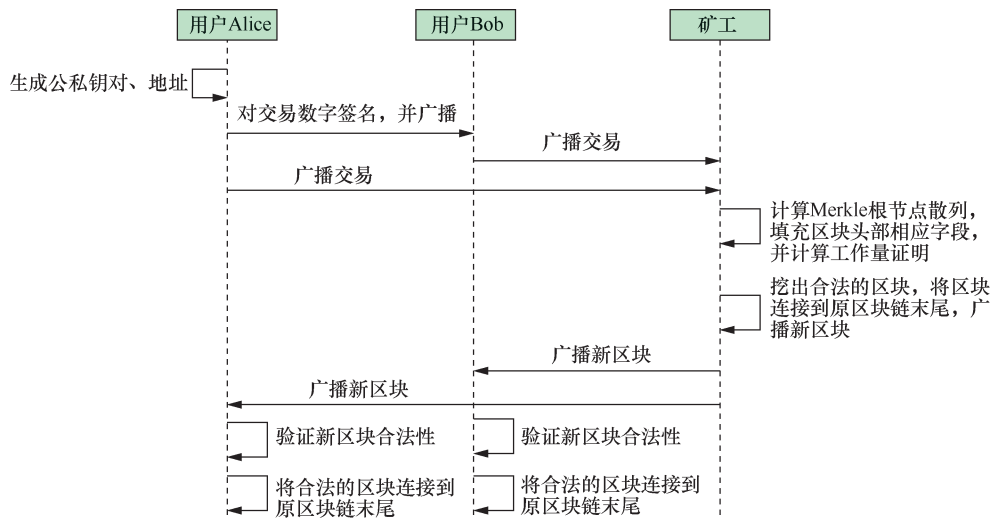 用户Alice
用户Bob
矿工
生成公私钥对、地址
对交易数字签名，并广播
广播交易
广播交易
计算Merkle根节点散列，
填充区块头部相应字段，
并计算工作量证明
挖出合法的区块，将区块
连接到原区块链末尾，广
播新区块
广播新区块
广播新区块
验证新区块合法性
验证新区块合法性
将合法的区块连接到
原区块链末尾
将合法的区块连接到
原区块链末尾